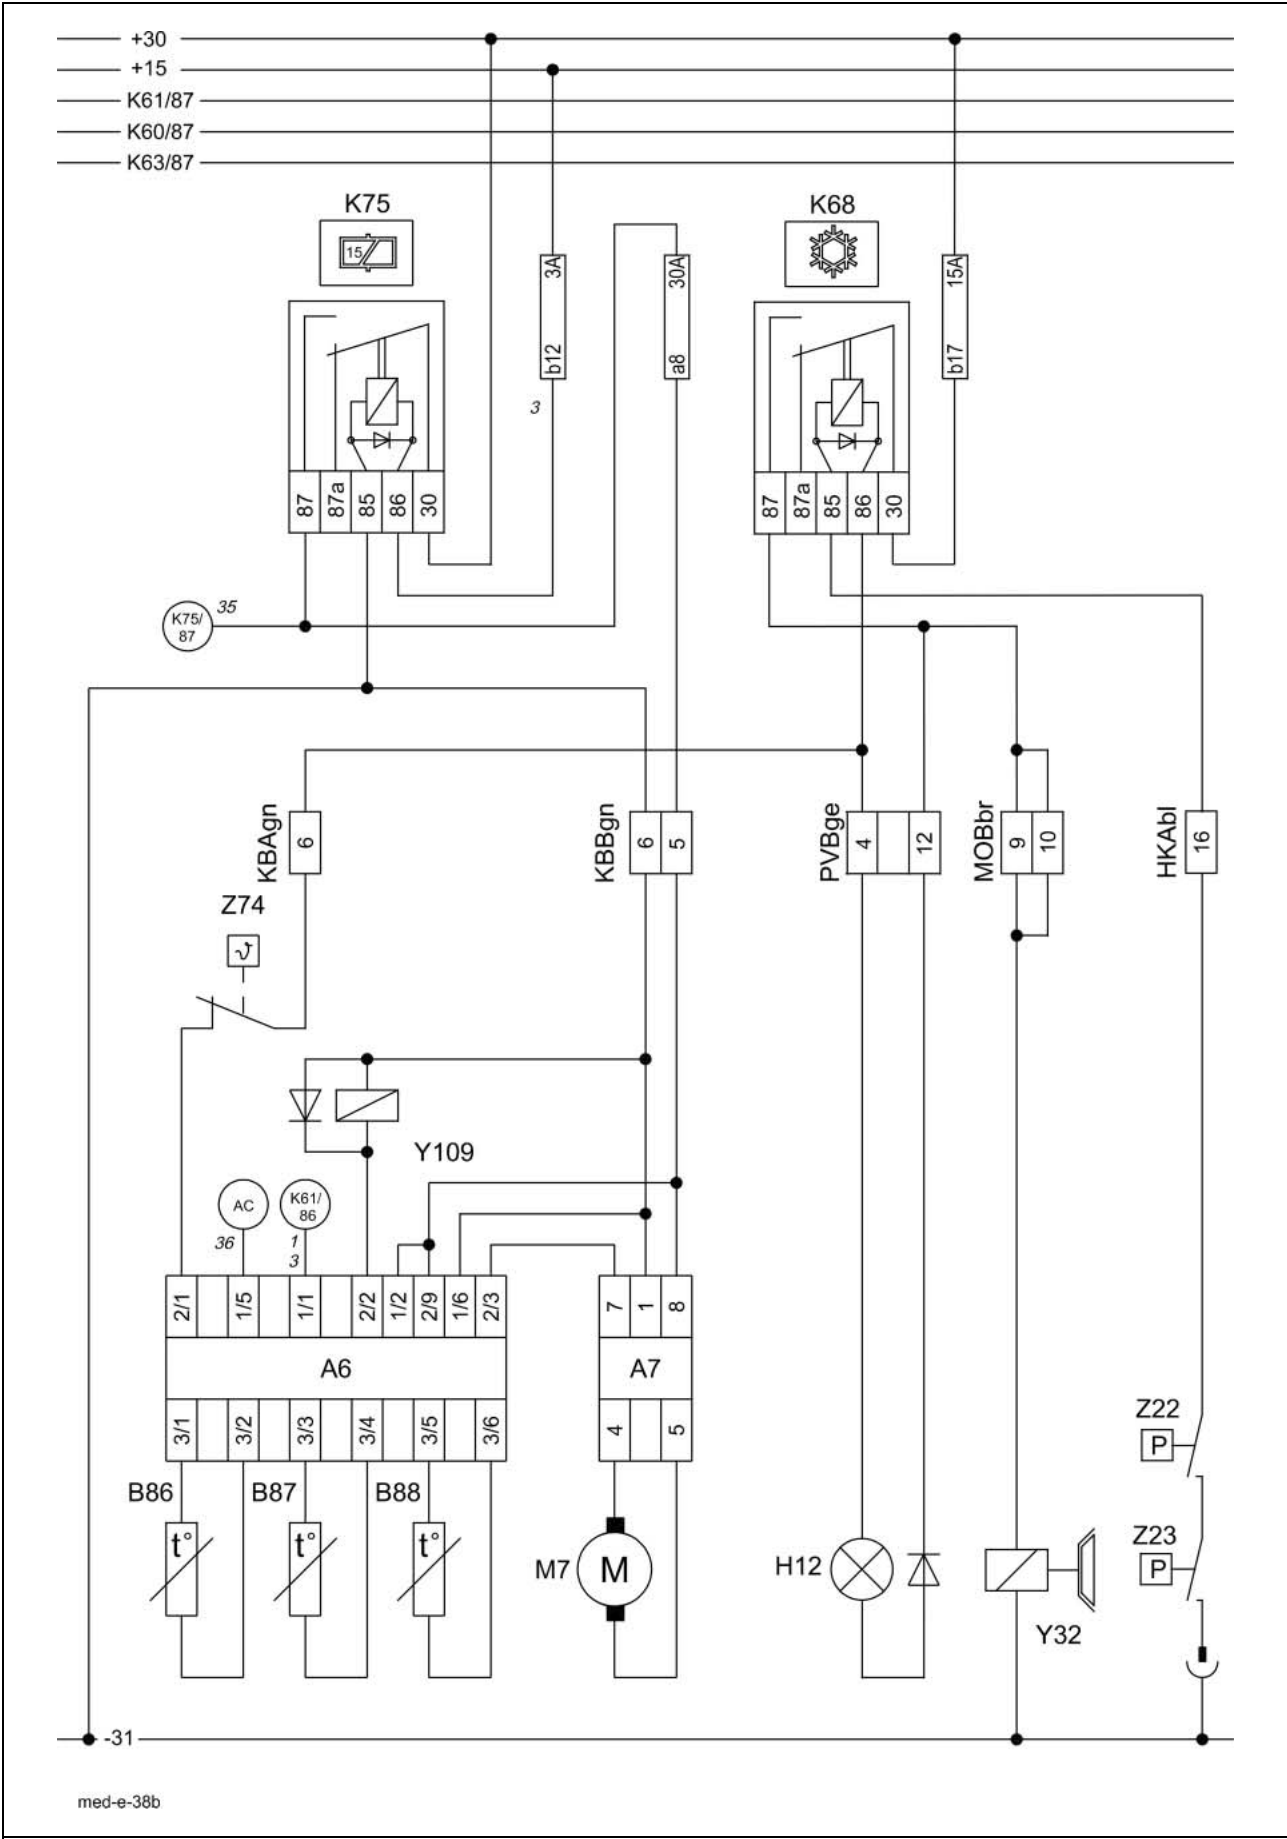 +30
+15
K61/87
K60/87
K63/87
K75
K68
15
3A
30A
15A
b12
a8
b17
3
87
87a
85
86
30
87
87a
85
86
30
K75/
87
35
KBAgn
6
KBBgn
6
5
PVBge
4
12
MOBbr
9
10
HKAbl
16
Z74
ϑ
Y109
AC
K61/
86
36
1
3
2/1
1/5
1/1
2/2
1/2
2/9
1/6
2/3
7
1
8
A6
A7
3/1
3/2
3/3
3/4
3/5
3/6
4
5
Z22
P
B86
B87
B88
t°
t°
t°
M7
M
H12
Z23
P
Y32
-31
med-e-38b